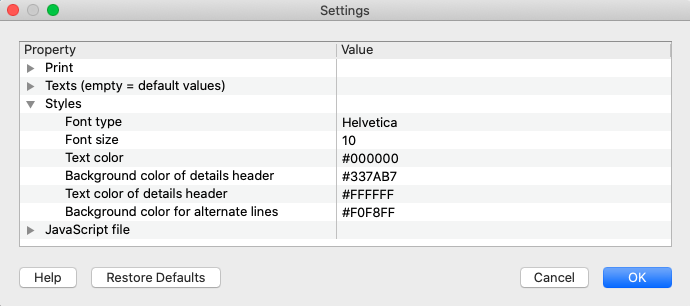 Settings
Property Value
Print
Texts (empty = default values)
Styles
Font type Helvetica
Font size 10
Text color #000000
Background color of details header #337AB7
Text color of details header #FFFFFF
Background color for alternate lines #F0F8FF
JavaScript file
Help Restore Defaults Cancel OK